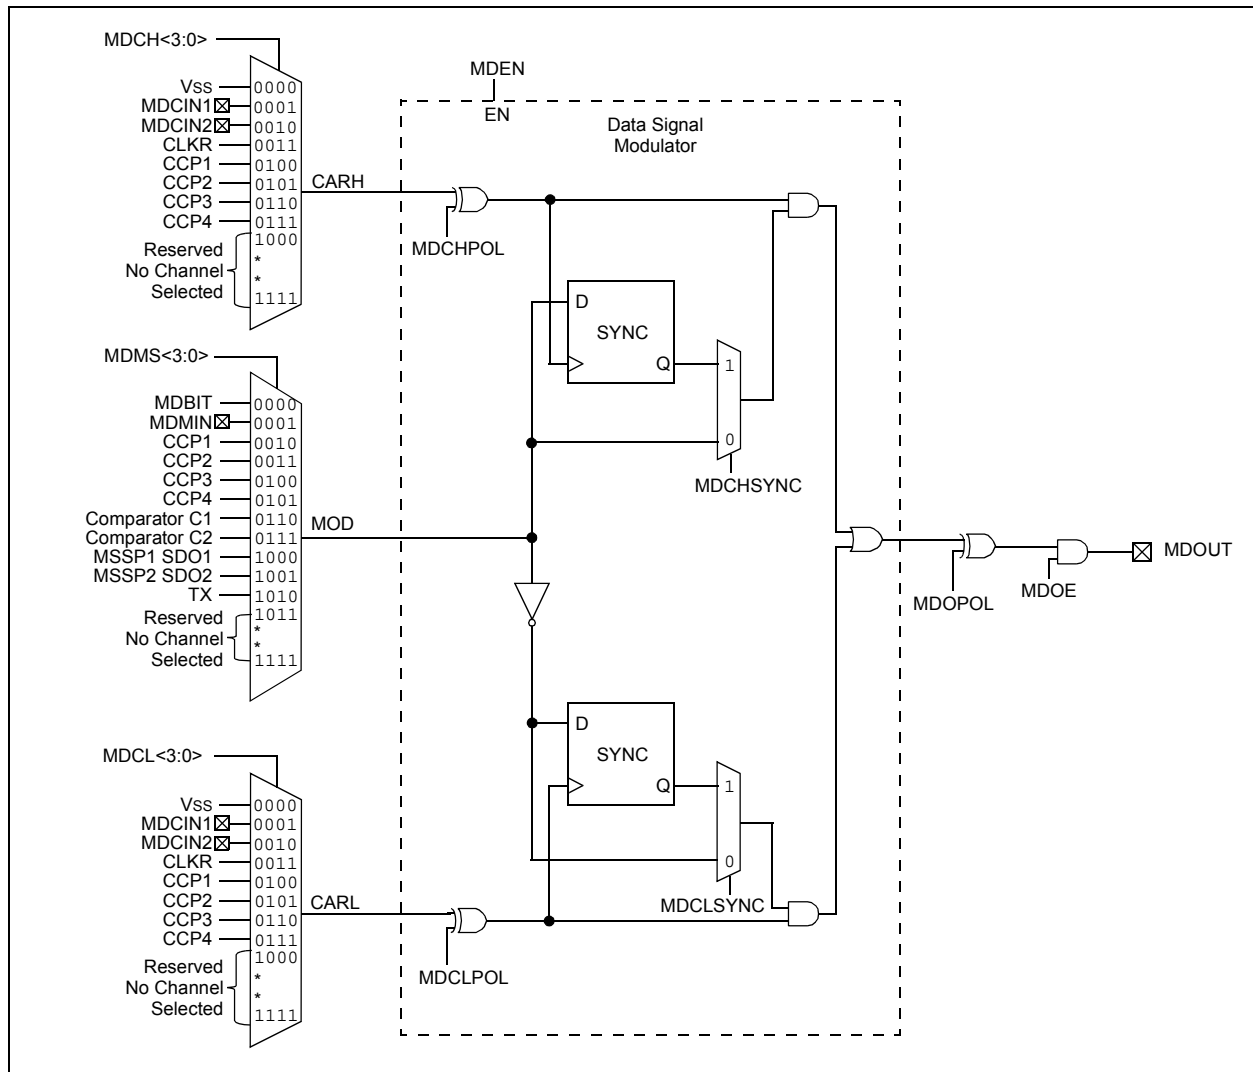 MDCH<3:0>
VSS 0000
MDCIN1 0001
MDCIN2 0010
CLKR 0011
CCP1 0100
CCP2 0101
CCP3 0110
CCP4 0111
Reserved
No Channel
Selected
1000
*
*
1111
CARH
MDMS<3:0>
MDBIT 0000
MDMIN 0001
CCP1 0010
CCP2 0011
CCP3 0100
CCP4 0101
Comparator C1 0110
Comparator C2 0111
MSSP1 SDO1 1000
MSSP2 SDO2 1001
TX 1010
Reserved
No Channel
Selected
1011
*
*
1111
MOD
MDCL<3:0>
VSS 0000
MDCIN1 0001
MDCIN2 0010
CLKR 0011
CCP1 0100
CCP2 0101
CCP3 0110
CCP4 0111
Reserved
No Channel
Selected
1000
*
*
1111
CARL
MDEN
EN
Data Signal
Modulator
MDCHPOL
D
SYNC
Q
1
0
MDCHSYNC
D
SYNC
Q
1
0
MDCLSYNC
MDCLPOL
MDOPOL
MDOE
MDOUT